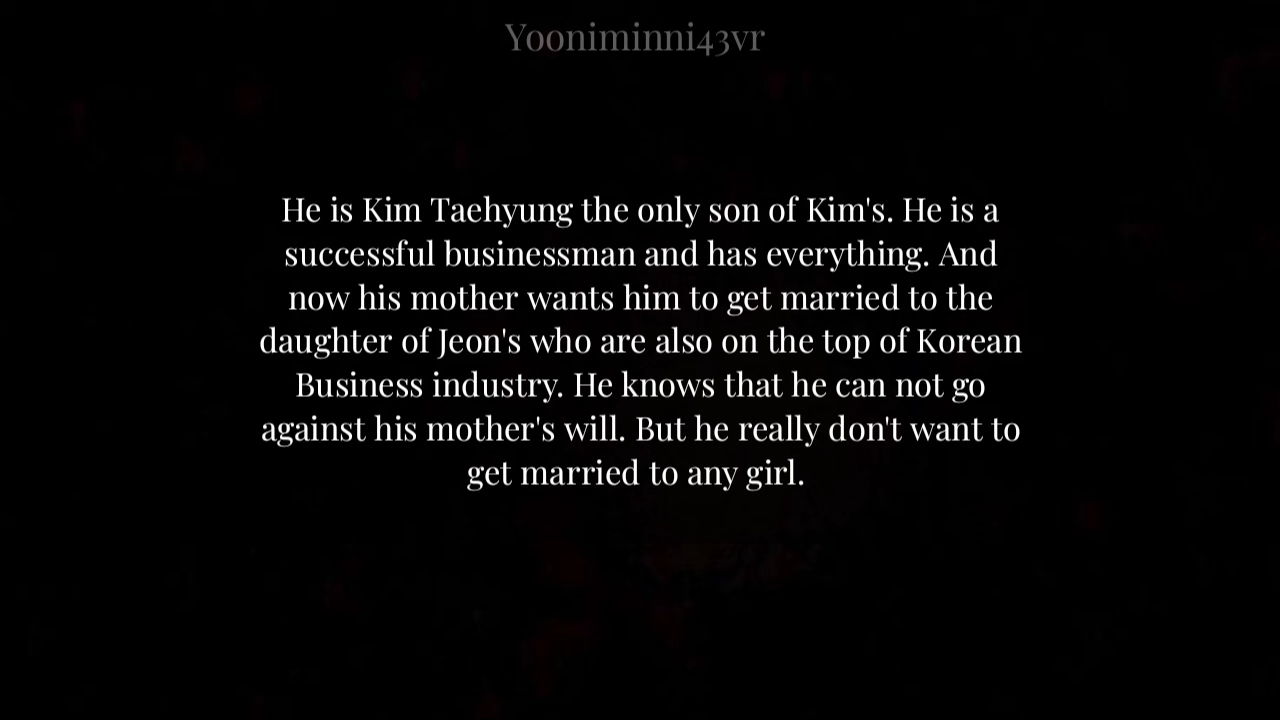 Yooniminni43vr
He is Kim Taehyung the only son of Kim's. He is a
successful businessman and has everything. And
now his mother wants him to get married to the
daughter of Jeon's who are also on the top of Korean
Business industry. He knows that he can not go
against his mother's will. But he really don't want to
get married to any girl.